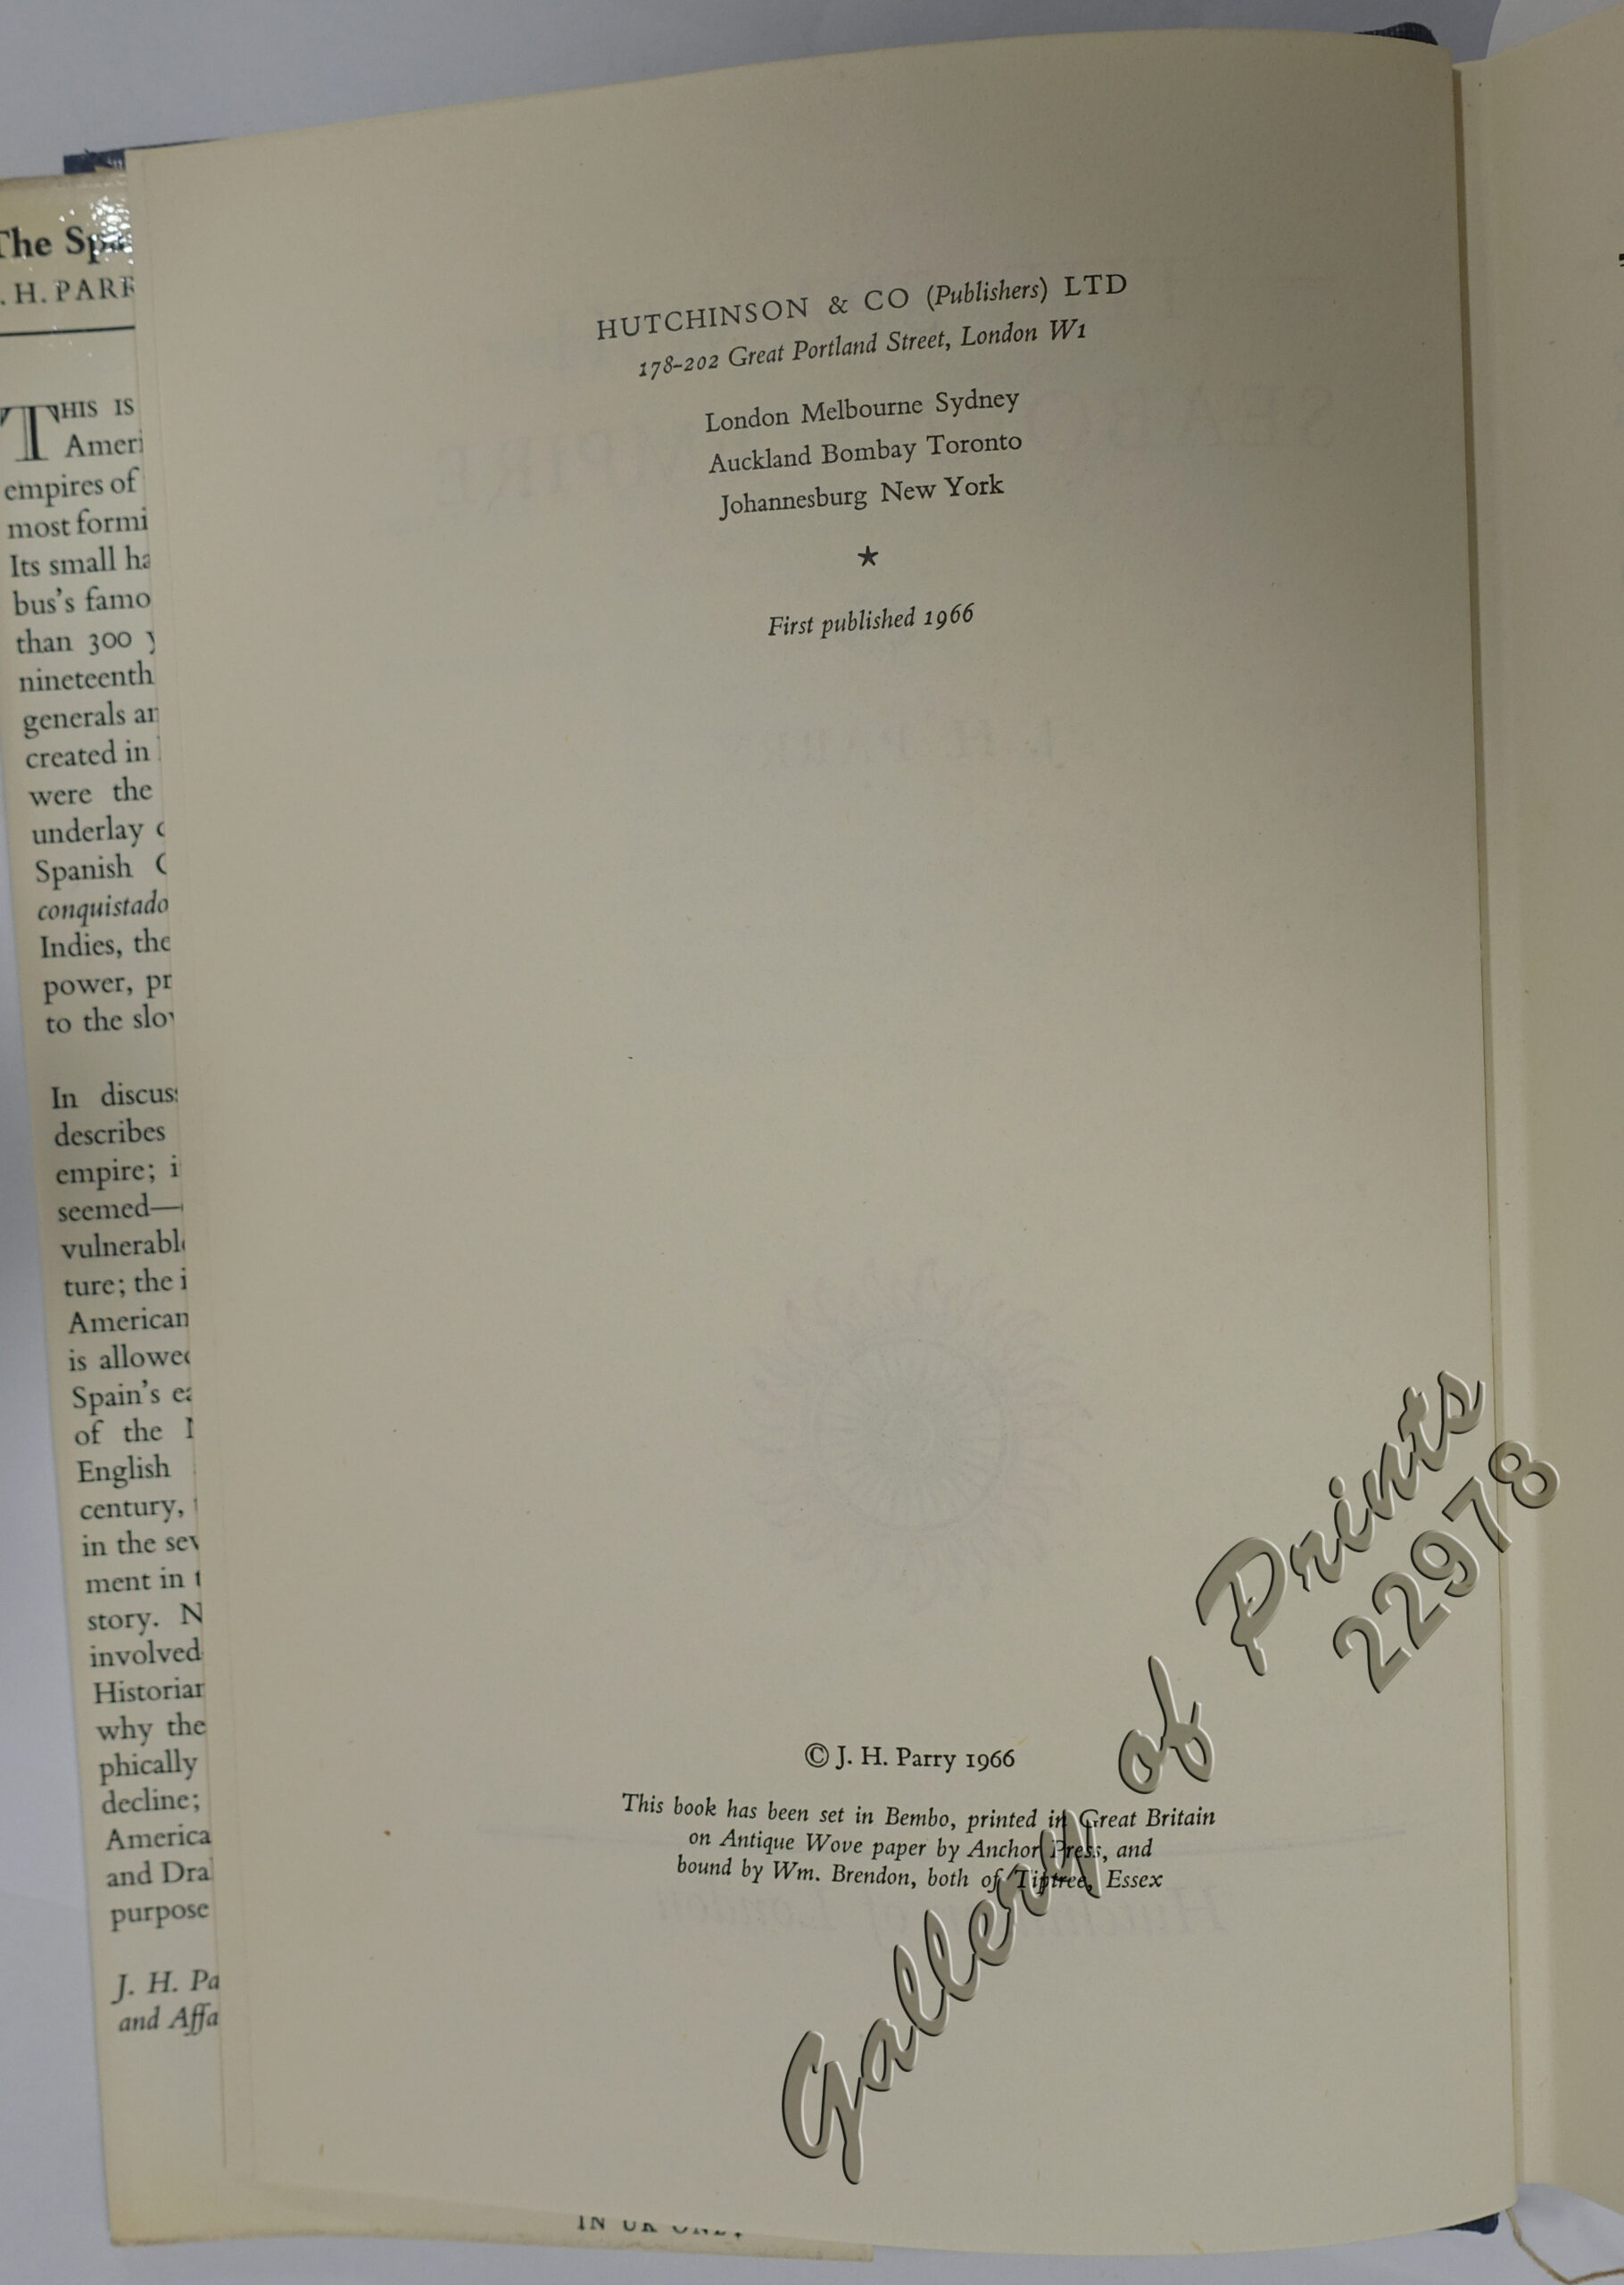 The Spa
. H. PARR
THIS IS
Ameri
empires of
most formi
Its small ha
bus's famo
than 300 y
nineteenth
generals an
created in
were the
underlay
Spanish
conquistado
Indies, the
power, pr
to the slo
In discus
describes
empire; i
seemed—
vulnerabl
ture; the i
American
is allowed
Spain's ea
of the
English
century,
in the sev
ment in t
story. N
involved
Historian
why the
phically
decline;
America
and Dra
purpose
J. H. Pa
and Affa
HUTCHINSON & CO (Publishers) LTD
178-202 Great Portland Street, London W1
London Melbourne Sydney
Auckland Bombay Toronto
Johannesburg New York
★
First published 1966
© J. H. Parry 1966
This book has been set in Bembo, printed in Great Britain
on Antique Wove paper by Anchor Press, and
bound by Wm. Brendon, both of Tiptree, Essex
Gallery of Prints
22978
IN UK ONLY